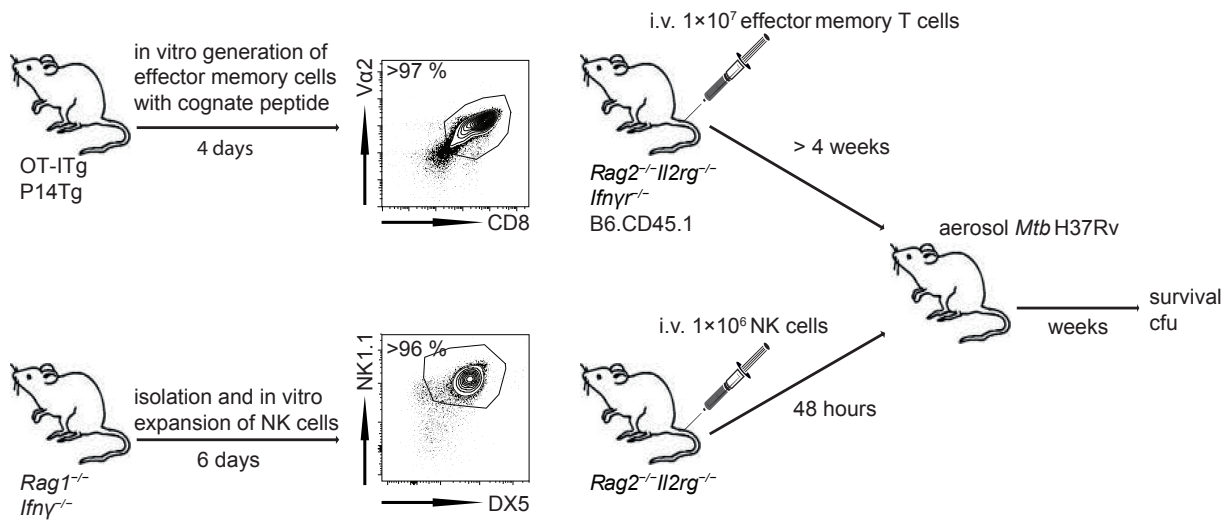 in vitro generation of
effector memory cells
with cognate peptide
4 days
OT-ITg
P14Tg
>97 %
Vα2
CD8
i.v. 1×10⁷ effector memory T cells
Rag2⁻/⁻Il2rg⁻/⁻
Ifnγr⁻/⁻
B6.CD45.1
> 4 weeks
aerosol Mtb H37Rv
weeks
survival
cfu
isolation and in vitro
expansion of NK cells
6 days
Rag1⁻/⁻
Ifnγ⁻/⁻
>96 %
NK1.1
DX5
i.v. 1×10⁶ NK cells
Rag2⁻/⁻Il2rg⁻/⁻
48 hours